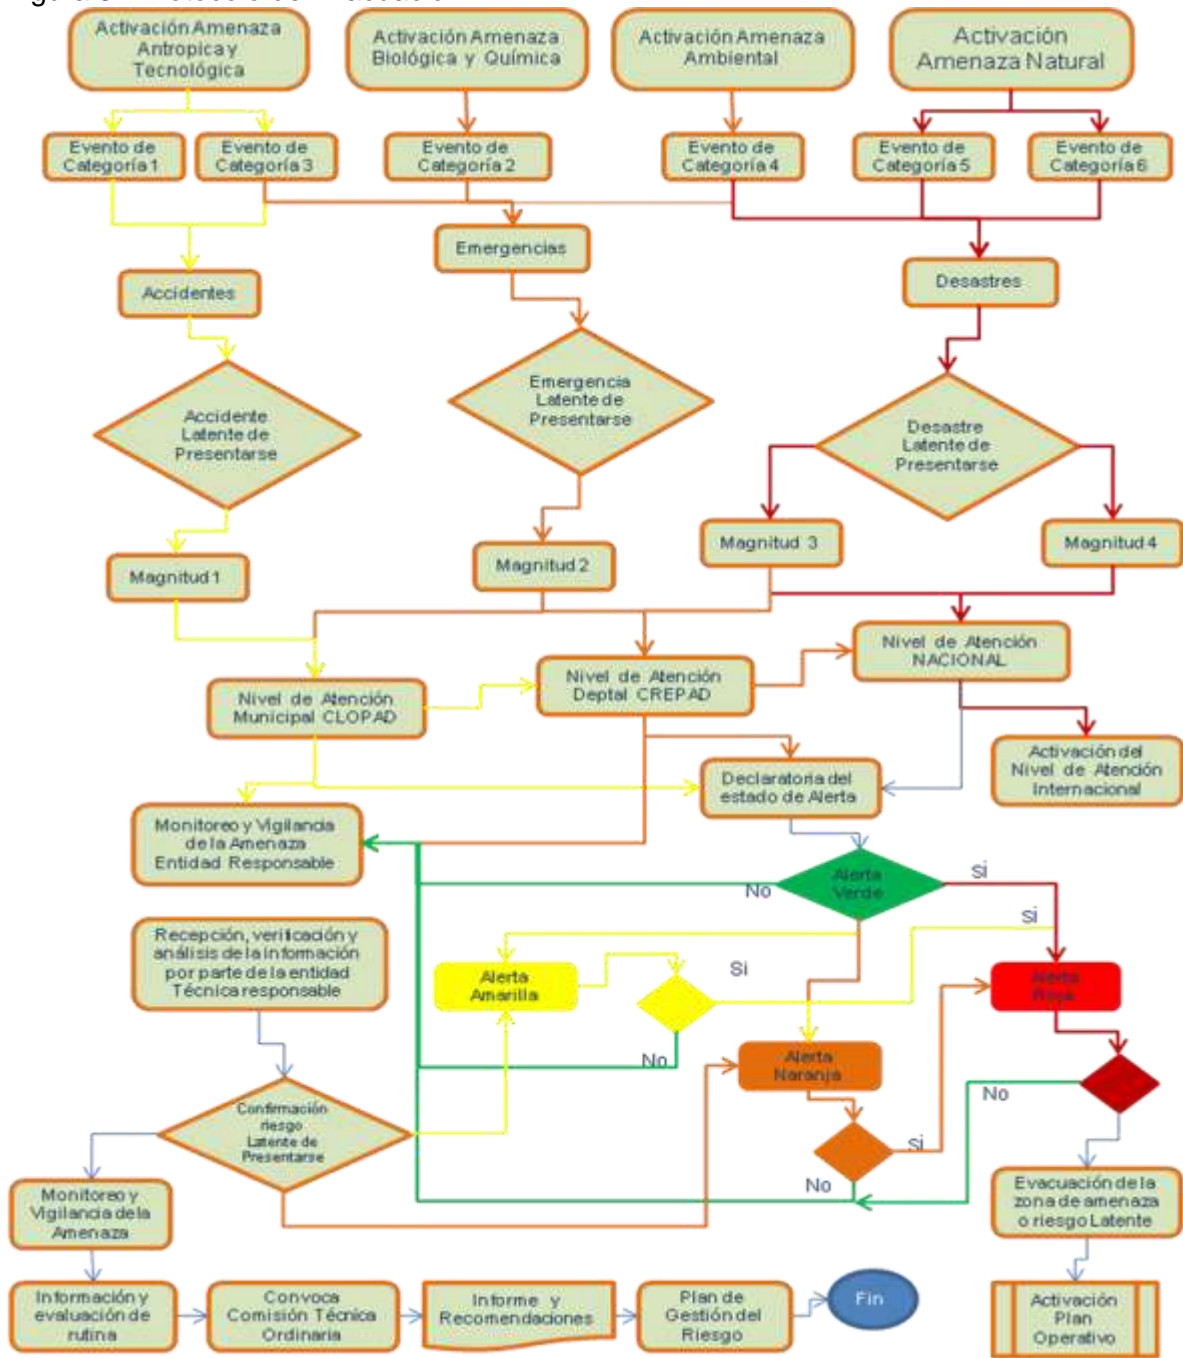 Activación Amenaza
Antropica y
Tecnológica
Activación Amenaza
Biológica y Química
Activación Amenaza
Ambiental
Activación
Amenaza Natural
Evento de
Categoría 1
Evento de
Categoría 3
Evento de
Categoría 2
Evento de
Categoría 4
Evento de
Categoría 5
Evento de
Categoría 6
Emergencias
Accidentes
Desastres
Accidente
Latente de
Presentarse
Emergencia
Latente de
Presentarse
Desastre
Latente de
Presentarse
Magnitud 1
Magnitud 2
Magnitud 3
Magnitud 4
Nivel de Atención
Municipal CLOPAD
Nivel de Atención
Deptal CREPAD
Nivel de Atención
NACIONAL
Activación del
Nivel de Atención
Internacional
Declaratoria del
estado de Alerta
Monitoreo y Vigilancia
de la Amenaza
Entidad Responsable
Alerta
Verde
No
Si
Si
Recepción, verificación y
análisis de la información
por parte de la entidad
Técnica responsable
Alerta
Amarilla
Si
Alerta
Roja
No
Alerta
Naranja
No
Confirmación
riesgo
Latente de
Presentarse
Si
No
Monitoreo y
Vigilancia dela
Amenaza
Evacuación de la
zona de amenaza
o riesgo Latente
Información y
evaluación de
rutina
Convoca
Comisión Técnica
Ordinaria
Informe y
Recomendaciones
Plan de
Gestión del
Riesgo
Fin
Activación
Plan
Operativo